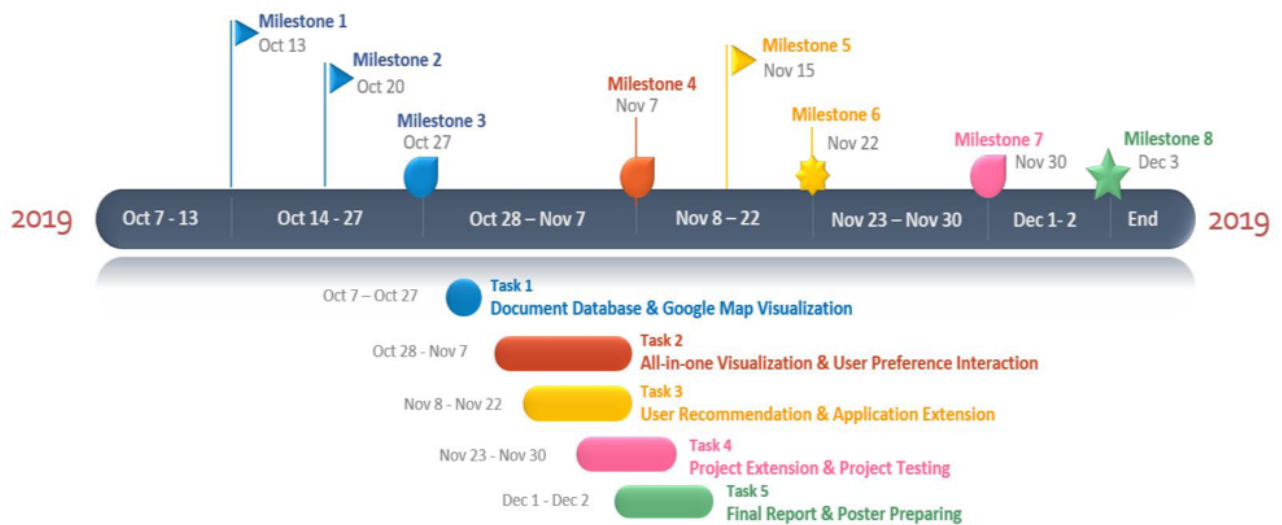 Milestone 1
Oct 13
Milestone 2
Oct 20
Milestone 3
Oct 27
Milestone 4
Nov 7
Milestone 5
Nov 15
Milestone 6
Nov 22
Milestone 7
Nov 30
Milestone 8
Dec 3
2019
Oct 7 - 13
Oct 14 - 27
Oct 28 – Nov 7
Nov 8 – 22
Nov 23 – Nov 30
Dec 1- 2
End
2019
Oct 7 – Oct 27
Task 1
Document Database & Google Map Visualization
Oct 28 - Nov 7
Task 2
All-in-one Visualization & User Preference Interaction
Nov 8 - Nov 22
Task 3
User Recommendation & Application Extension
Nov 23 - Nov 30
Task 4
Project Extension & Project Testing
Dec 1 - Dec 2
Task 5
Final Report & Poster Preparing